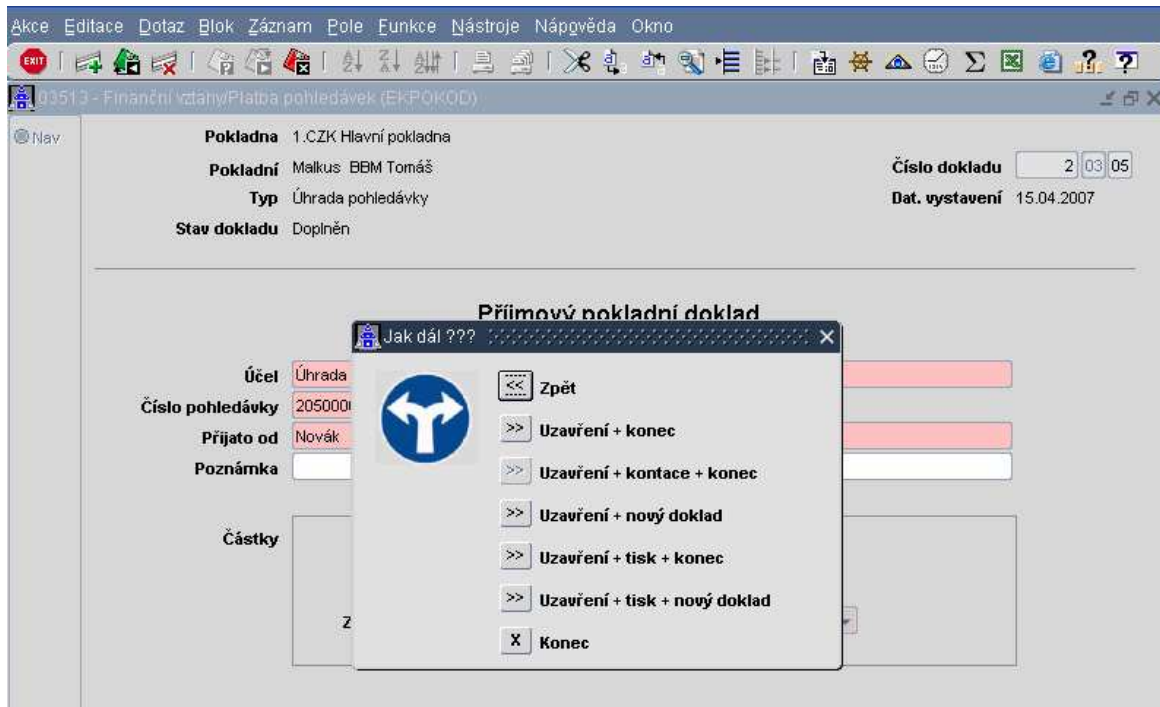 Akce Editace Dotaz Blok Záznam Pole Funkce Nástroje Nápověda Okno
EXIT
03513 - Finanční vztahy/Platba pohledávek (EKPOKOD)
Nav
Pokladna 1.CZK Hlavní pokladna
Pokladní Malkus BBM Tomáš
Číslo dokladu 2 03 05
Typ Úhrada pohledávky
Dat. vystavení 15.04.2007
Stav dokladu Doplněn
Příjmový pokladní doklad
Jak dál ???
Účel Úhrada
Číslo pohledávky
Přijato od Novák
Poznámka
Částky
Z
<< Zpět
>> Uzavření + konec
>> Uzavření + kontace + konec
>> Uzavření + nový doklad
>> Uzavření + tisk + konec
>> Uzavření + tisk + nový doklad
X Konec